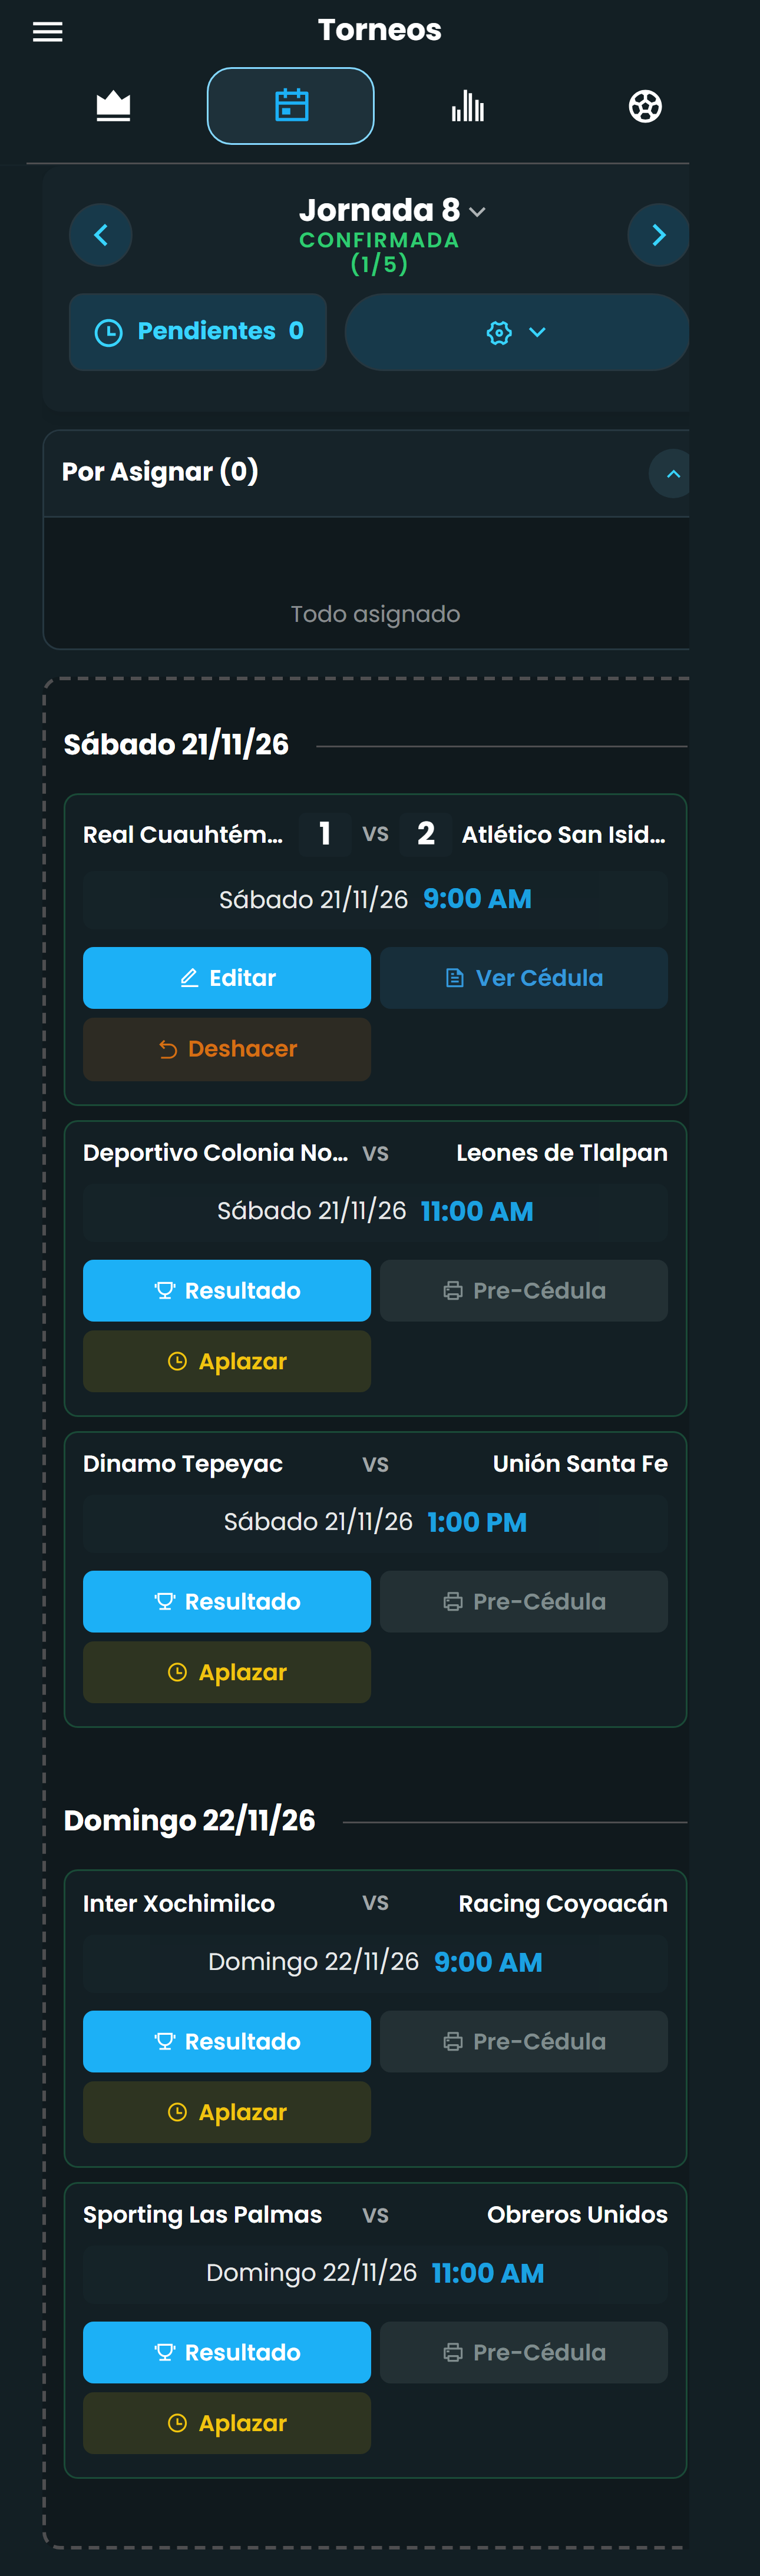 Torneos
Jornada 8
CONFIRMADA
(1/5)
Pendientes 0
Por Asignar (0)
Todo asignado
Sábado 21/11/26
Real Cuauhtém... 1 VS 2 Atlético San Isid...
Sábado 21/11/26 9:00 AM
Editar Ver Cédula
Deshacer
Deportivo Colonia No... VS Leones de Tlalpan
Sábado 21/11/26 11:00 AM
Resultado Pre-Cédula
Aplazar
Dinamo Tepeyac VS Unión Santa Fe
Sábado 21/11/26 1:00 PM
Resultado Pre-Cédula
Aplazar
Domingo 22/11/26
Inter Xochimilco VS Racing Coyoacán
Domingo 22/11/26 9:00 AM
Resultado Pre-Cédula
Aplazar
Sporting Las Palmas VS Obreros Unidos
Domingo 22/11/26 11:00 AM
Resultado Pre-Cédula
Aplazar